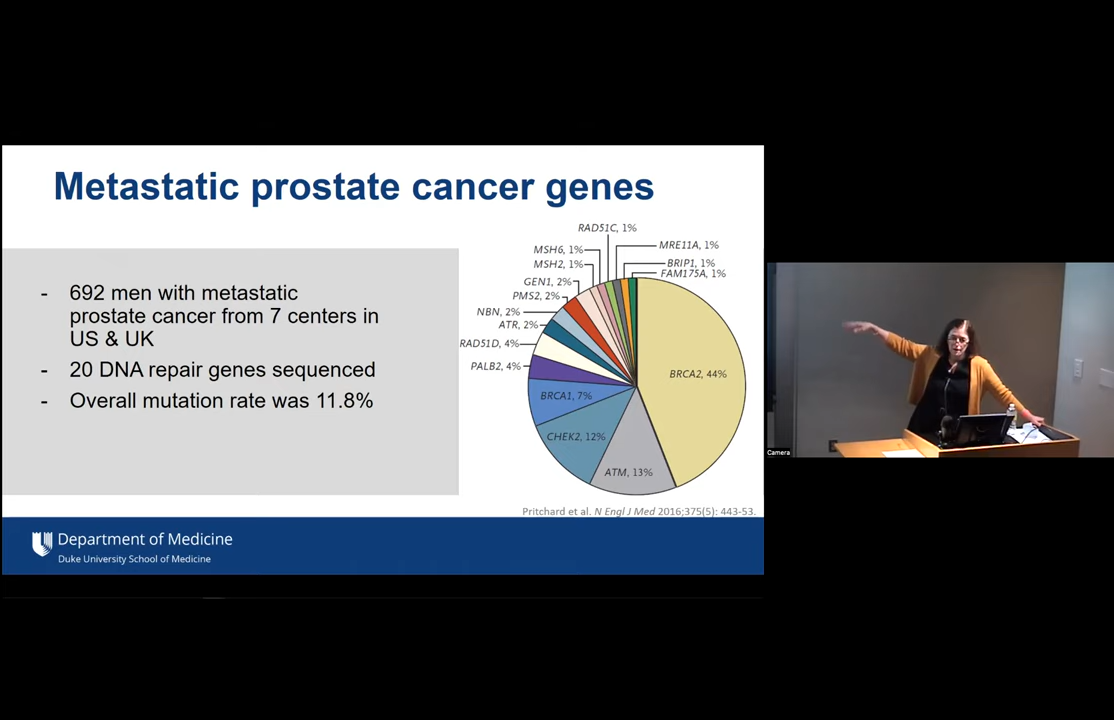 Metastatic prostate cancer genes
- 692 men with metastatic
prostate cancer from 7 centers in
US & UK
- 20 DNA repair genes sequenced
- Overall mutation rate was 11.8%
RAD51C, 1%
MRE11A, 1%
MSH6, 1%
BRIP1, 1%
MSH2, 1%
FAM175A, 1%
GEN1, 2%
PMS2, 2%
NBN, 2%
ATR, 2%
RAD51D, 4%
PALB2, 4%
BRCA2, 44%
BRCA1, 7%
CHEK2, 12%
ATM, 13%
Pritchard et al. N Engl J Med 2016;375(5): 443-53.
Department of Medicine
Duke University School of Medicine
Camera